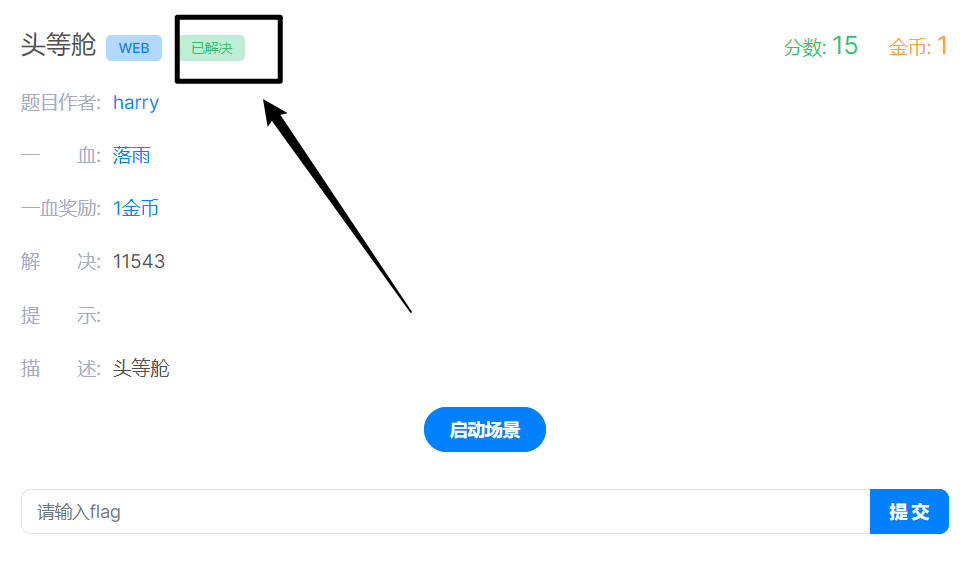 头等舱 WEB 已解决 分数: 15 金币: 1
题目作者: harry
一 血: 落雨
一血奖励: 1金币
解 决: 11543
提 示:
描 述: 头等舱
启动场景
请输入flag 提 交